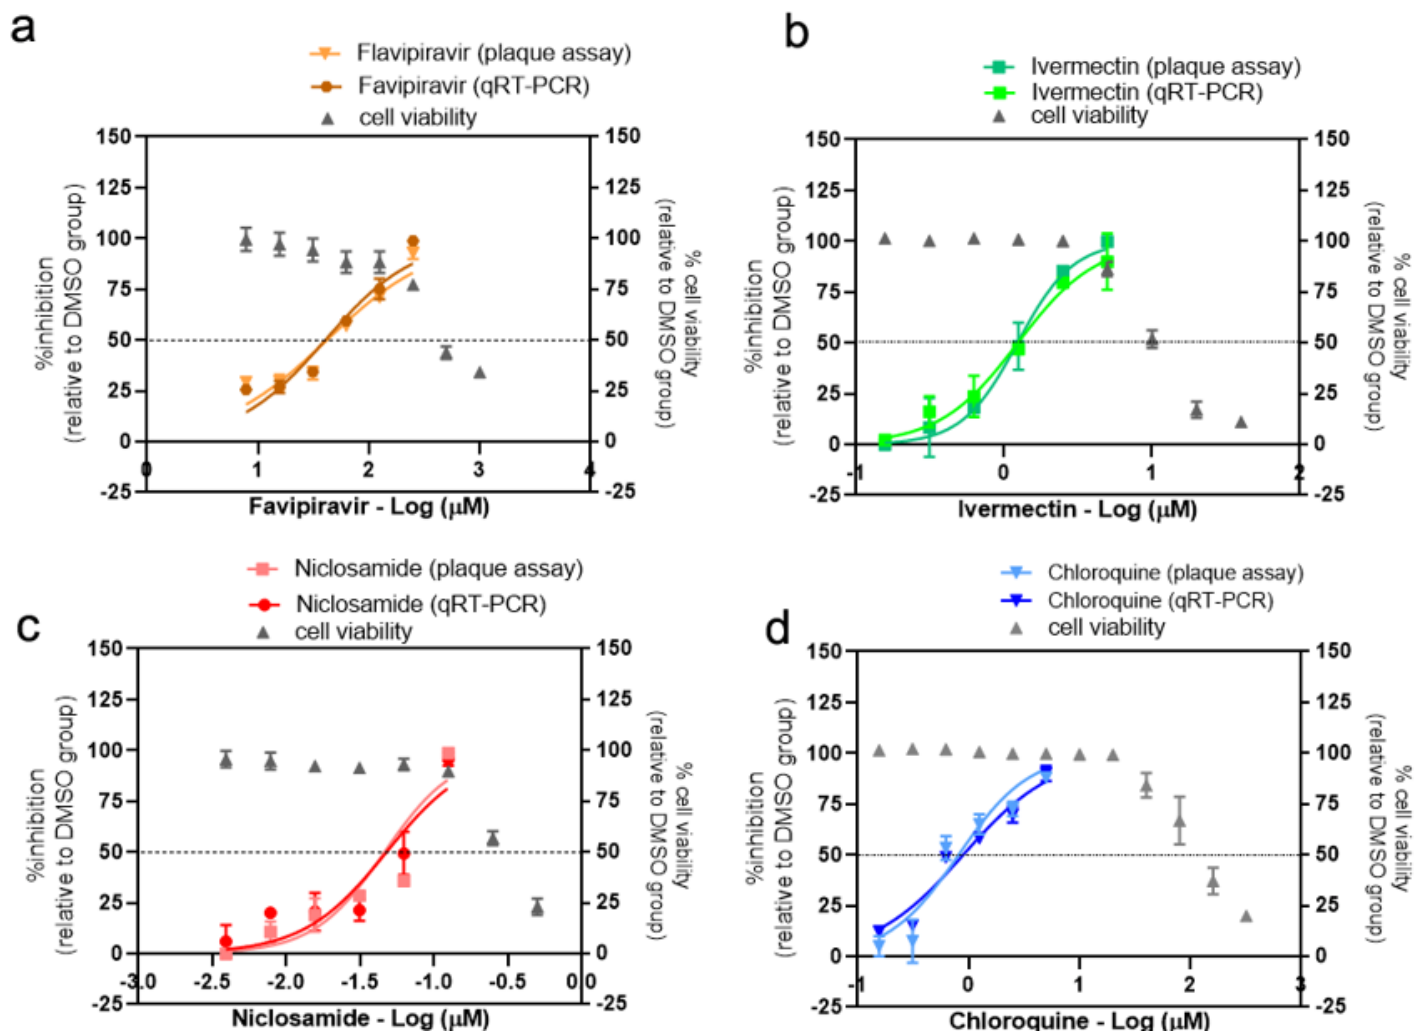 a
Flavipiravir (plaque assay)
Favipiravir (qRT-PCR)
cell viability
150
125
100
75
50
25
0
-25
%inhibition
(relative to DMSO group)
150
125
100
75
50
25
0
-25
% cell viability
(relative to DMSO group)
0 1 2 3 4
Favipiravir - Log (μM)
b
Ivermectin (plaque assay)
Ivermectin (qRT-PCR)
cell viability
150
125
100
75
50
25
0
-25
%inhibition
(relative to DMSO group)
150
125
100
75
50
25
0
-25
% cell viability
(relative to DMSO group)
-1 0 1 2
Ivermectin - Log (μM)
c
Niclosamide (plaque assay)
Niclosamide (qRT-PCR)
cell viability
150
125
100
75
50
25
0
-25
%inhibition
(relative to DMSO group)
150
125
100
75
50
25
0
-25
% cell viability
(relative to DMSO group)
-3.0 -2.5 -2.0 -1.5 -1.0 -0.5 0.0
Niclosamide - Log (μM)
d
Chloroquine (plaque assay)
Chloroquine (qRT-PCR)
cell viability
150
125
100
75
50
25
0
-25
%inhibition
(relative to DMSO group)
150
125
100
75
50
25
0
-25
% cell viability
(relative to DMSO group)
-1 0 1 2 3
Chloroquine - Log (μM)